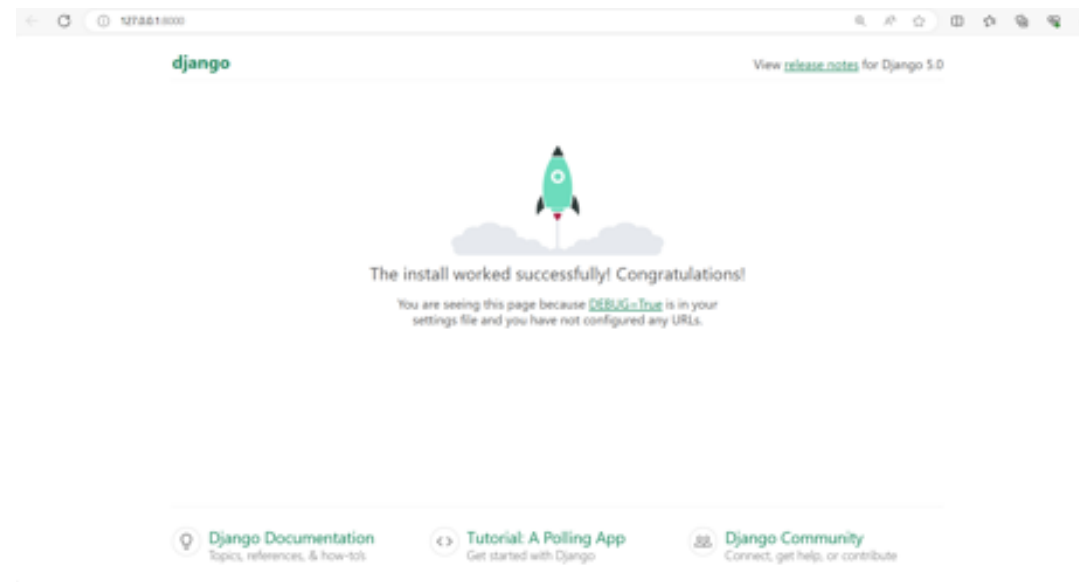 127.0.0.1:8000
django
View release notes for Django 5.0
The install worked successfully! Congratulations!
You are seeing this page because DEBUG=True is in your
settings file and you have not configured any URLs.
Django Documentation
Topics, references, & how-to's
Tutorial: A Polling App
Get started with Django
Django Community
Connect, get help, or contribute